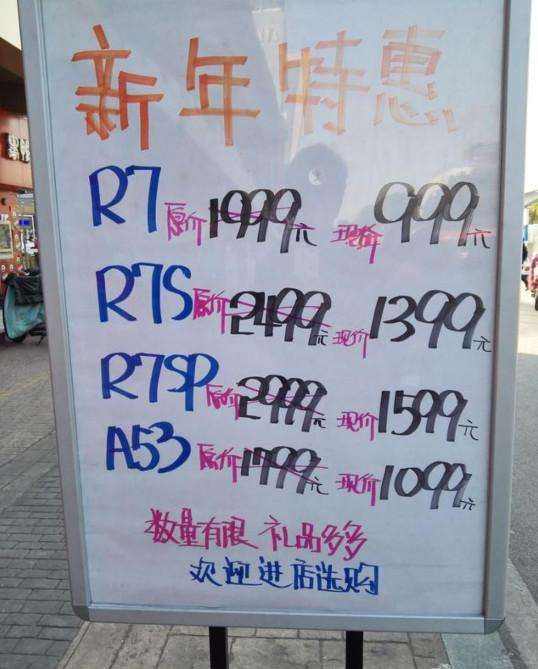 新年特惠
R7 原价1999元 现价999元
R7S 原价2499元 现价1399元
R7SP 原价2999元 现价1599元
A53 原价1799元 现价1099元
数量有限 礼品多多
欢迎进店选购